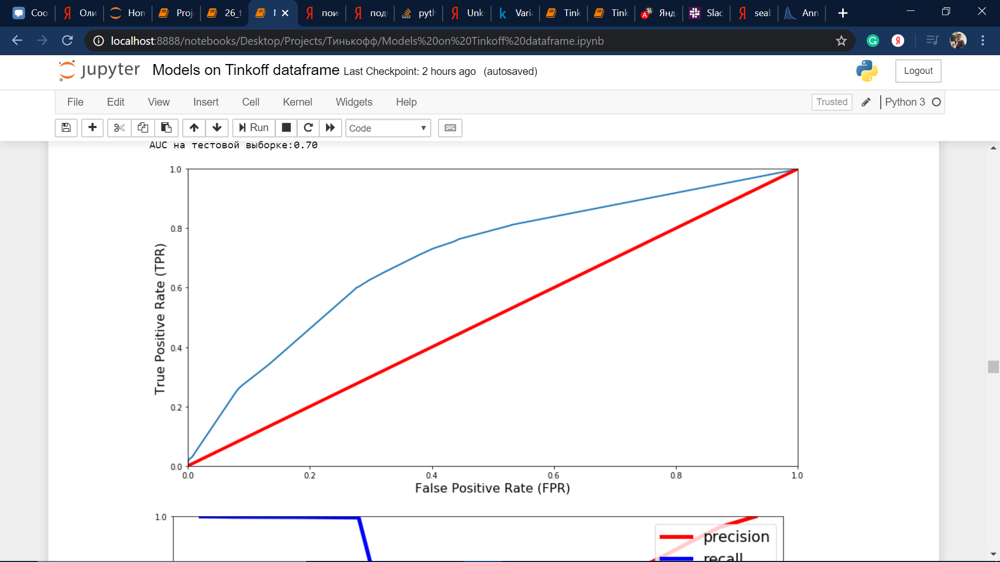 Coo Оли Hom Proj 26_t пои под pyth Unk Varia Tink Tink Янд Slac seab Ann
localhost:8888/notebooks/Desktop/Projects/Тинькофф/Models%20on%20Tinkoff%20dataframe.ipynb
jupyter Models on Tinkoff dataframe Last Checkpoint: 2 hours ago (autosaved) Logout
File Edit View Insert Cell Kernel Widgets Help Trusted Python 3
Run Code
AUC на тестовой выборке:0.70
1.0
0.8
0.6
0.4
0.2
0.0
True Positive Rate (TPR)
0.0 0.2 0.4 0.6 0.8 1.0
False Positive Rate (FPR)
1.0
precision
recall